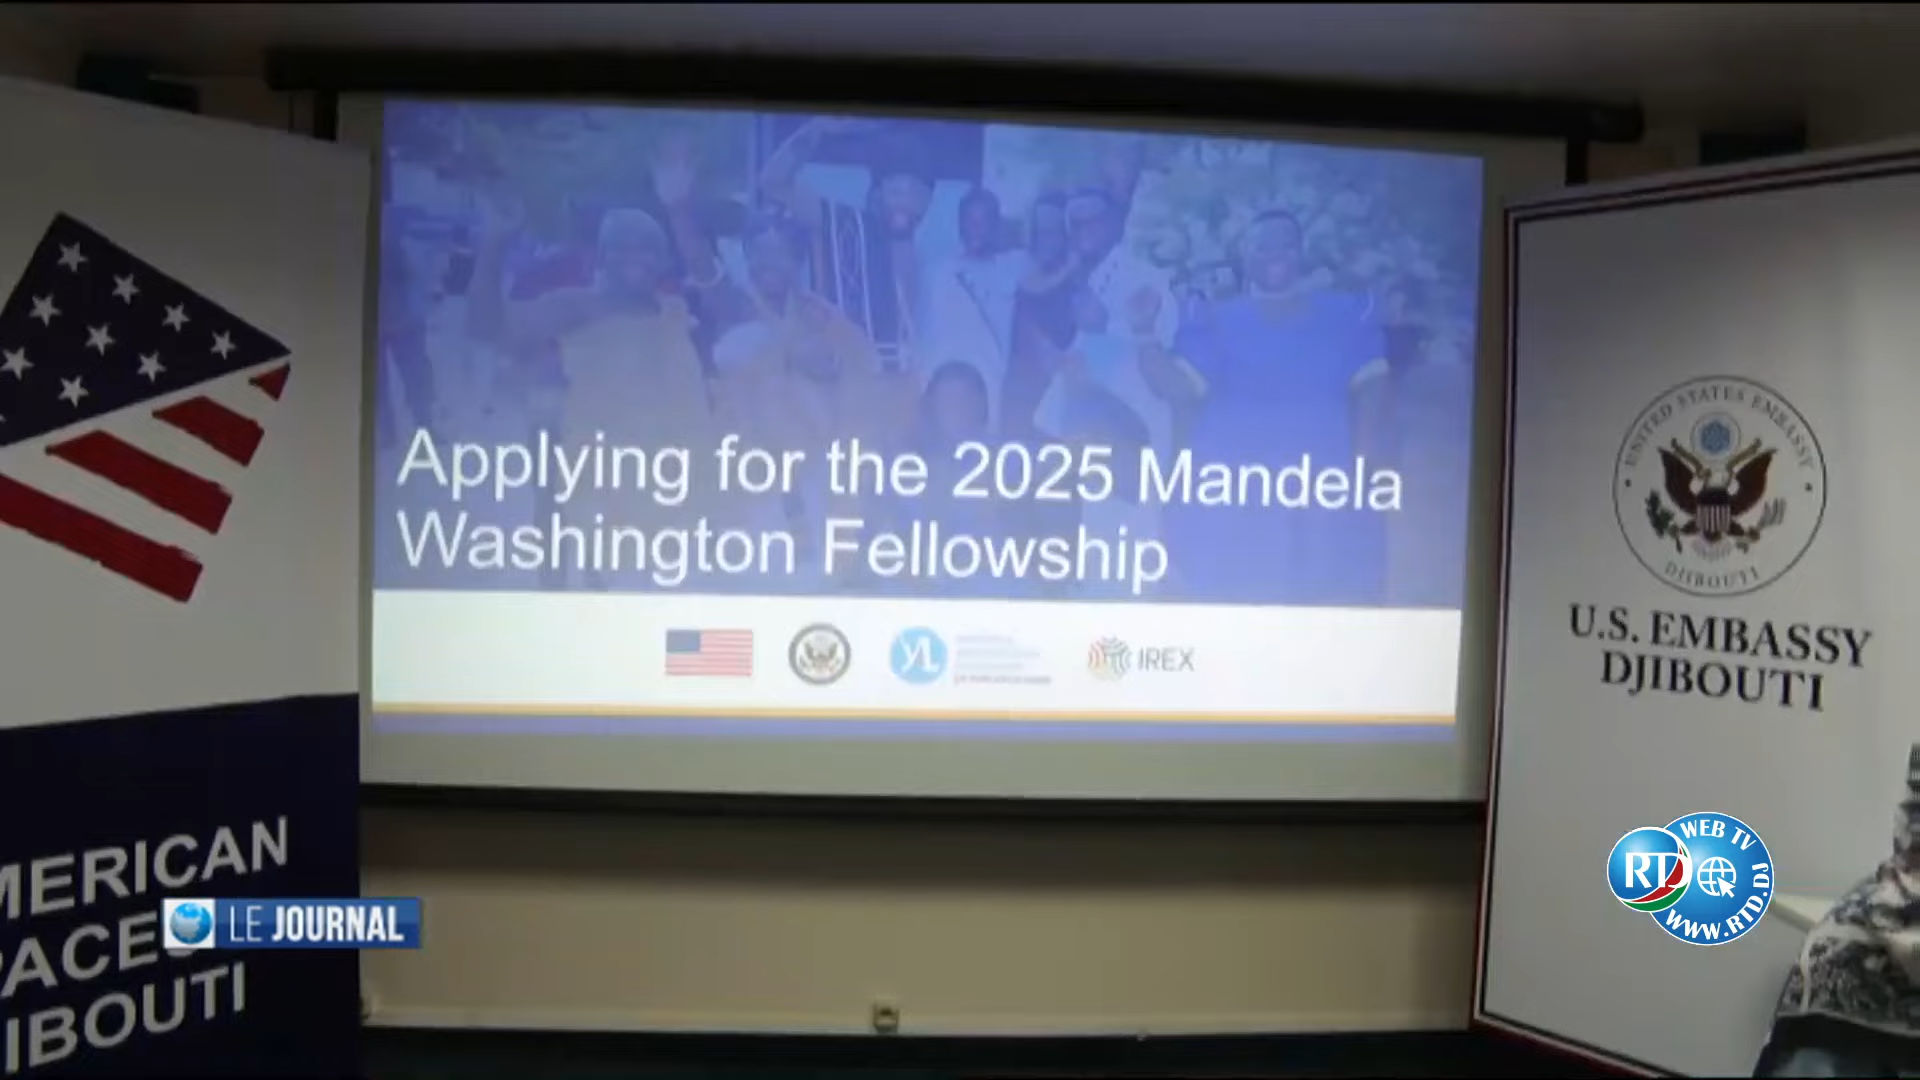 Applying for the 2025 Mandela
Washington Fellowship
YL
IREX
MERICAN
PACES
IBOUTI
UNITED STATES EMBASSY
DJIBOUTI
U.S. EMBASSY
DJIBOUTI
LE JOURNAL
WEB TV
RTD
WWW.RTD.DJ